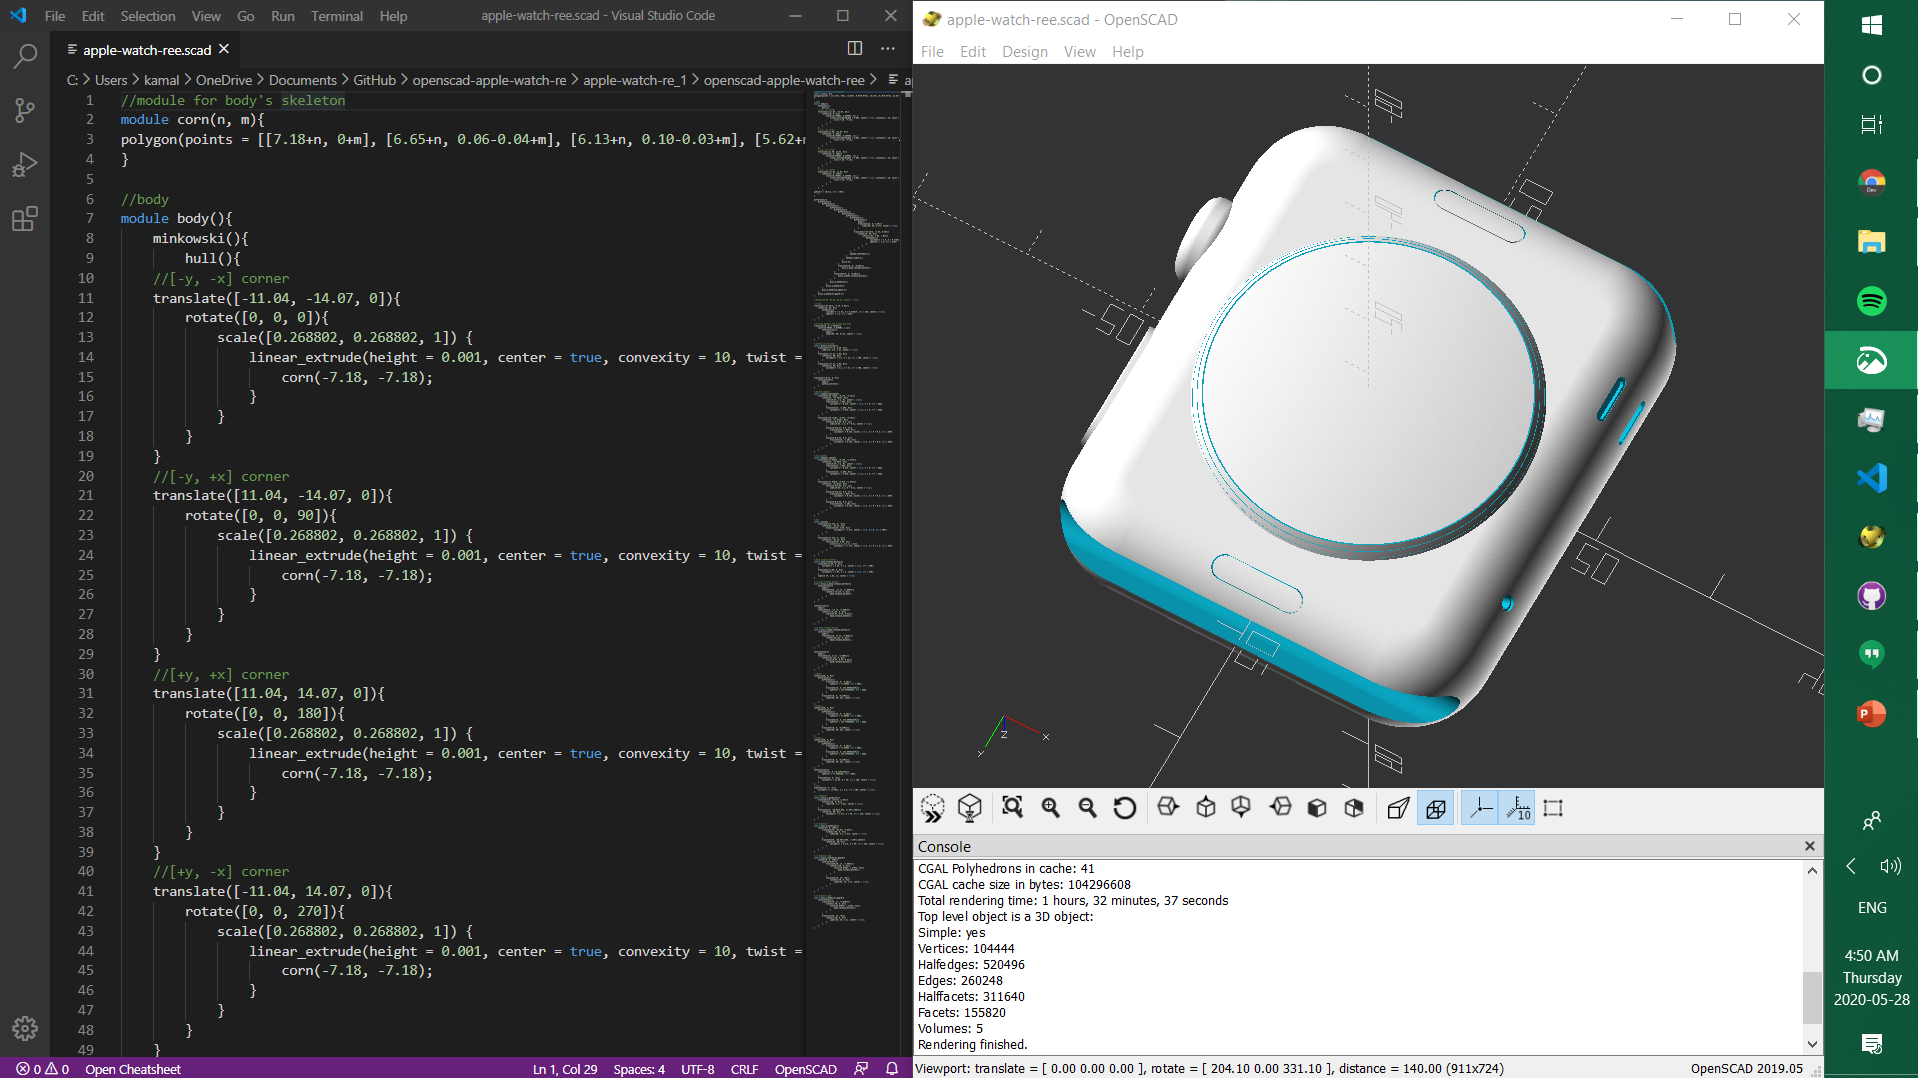 File Edit Selection View Go Run Terminal Help
apple-watch-ree.scad - Visual Studio Code
apple-watch-ree.scad
C: > Users > kamal > OneDrive > Documents > GitHub > openscad-apple-watch-re > apple-watch-re_1 > openscad-apple-watch-ree >
1 //module for body's skeleton
2 module corn(n, m){
3 polygon(points = [[7.18+n, 0+m], [6.65+n, 0.06-0.04+m], [6.13+n, 0.10-0.03+m], [5.62+
4 }
5
6 //body
7 module body(){
8 minkowski(){
9 hull(){
10 //[-y, -x] corner
11 translate([-11.04, -14.07, 0]){
12 rotate([0, 0, 0]){
13 scale([0.268802, 0.268802, 1]) {
14 linear_extrude(height = 0.001, center = true, convexity = 10, twist =
15 corn(-7.18, -7.18);
16 }
17 }
18 }
19 }
20 //[-y, +x] corner
21 translate([11.04, -14.07, 0]){
22 rotate([0, 0, 90]){
23 scale([0.268802, 0.268802, 1]) {
24 linear_extrude(height = 0.001, center = true, convexity = 10, twist =
25 corn(-7.18, -7.18);
26 }
27 }
28 }
29 }
30 //[+y, +x] corner
31 translate([11.04, 14.07, 0]){
32 rotate([0, 0, 180]){
33 scale([0.268802, 0.268802, 1]) {
34 linear_extrude(height = 0.001, center = true, convexity = 10, twist =
35 corn(-7.18, -7.18);
36 }
37 }
38 }
39 }
40 //[+y, -x] corner
41 translate([-11.04, 14.07, 0]){
42 rotate([0, 0, 270]){
43 scale([0.268802, 0.268802, 1]) {
44 linear_extrude(height = 0.001, center = true, convexity = 10, twist =
45 corn(-7.18, -7.18);
46 }
47 }
48 }
49 }
0 0 Open Cheatsheet
Ln 1, Col 29 Spaces: 4 UTF-8 CRLF OpenSCAD
apple-watch-ree.scad - OpenSCAD
File Edit Design View Help
x
y
z
10
Console
CGAL Polyhedrons in cache: 41
CGAL cache size in bytes: 104296608
Total rendering time: 1 hours, 32 minutes, 37 seconds
Top level object is a 3D object:
Simple: yes
Vertices: 104444
Halfedges: 520496
Edges: 260248
Halffacets: 311640
Facets: 155820
Volumes: 5
Rendering finished.
Viewport: translate = [ 0.00 0.00 0.00 ], rotate = [ 204.10 0.00 331.10 ], distance = 140.00 (911x724)
OpenSCAD 2019.05
Dev
P
ENG
4:50 AM
Thursday
2020-05-28